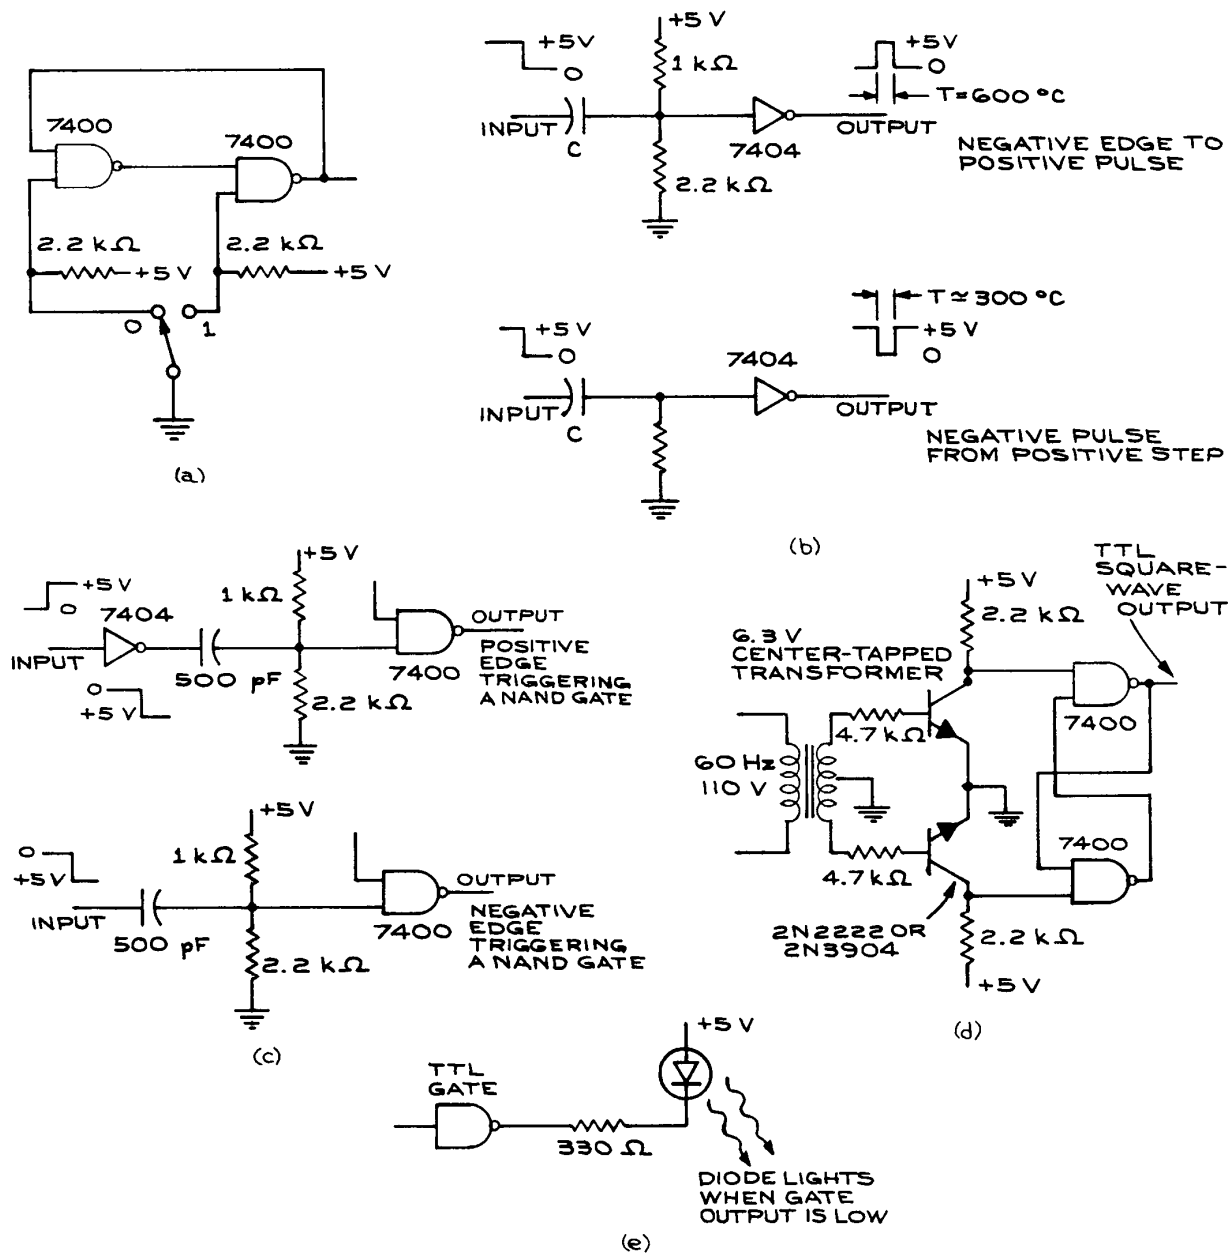 7400
7400
2.2 kΩ
2.2 kΩ
+5 V
+5 V
0
1
(a)
+5V
0
+5 V
1 kΩ
INPUT
C
7404
2.2 kΩ
+5V
0
T=600 °C
OUTPUT
NEGATIVE EDGE TO
POSITIVE PULSE
+5 V
0
INPUT
C
7404
T≃300 °C
+5 V
0
OUTPUT
NEGATIVE PULSE
FROM POSITIVE STEP
(b)
+5 V
0
7404
INPUT
0
+5 V
500 pF
+5 V
1 kΩ
2.2 kΩ
7400
OUTPUT
POSITIVE
EDGE
TRIGGERING
A NAND GATE
0
+5V
INPUT
500 pF
+5 V
1 kΩ
2.2 kΩ
7400
OUTPUT
NEGATIVE
EDGE
TRIGGERING
A NAND GATE
(c)
TTL
SQUARE-
WAVE
OUTPUT
+5V
2.2 kΩ
6.3 V
CENTER-TAPPED
TRANSFORMER
4.7 kΩ
7400
60 Hz
110 V
7400
4.7 kΩ
2N2222 OR
2N3904
2.2 kΩ
+5 V
(d)
TTL
GATE
330 Ω
+5 V
DIODE LIGHTS
WHEN GATE
OUTPUT IS LOW
(e)